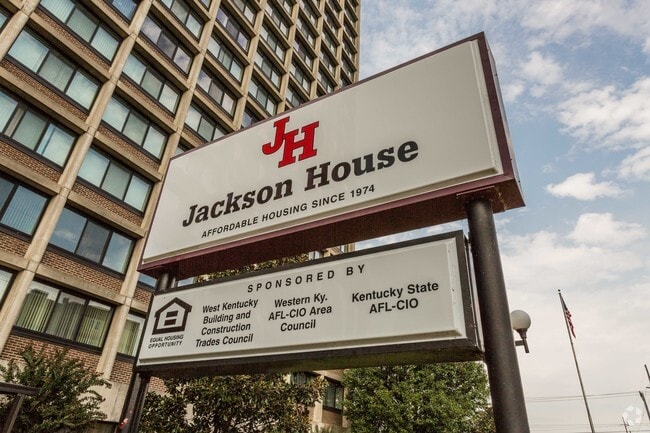 JH
Jackson House
AFFORDABLE HOUSING SINCE 1974
SPONSORED BY
EQUAL HOUSING
OPPORTUNITY
West Kentucky
Building and
Construction
Trades Council
Western Ky.
AFL-CIO Area
Council
Kentucky State
AFL-CIO